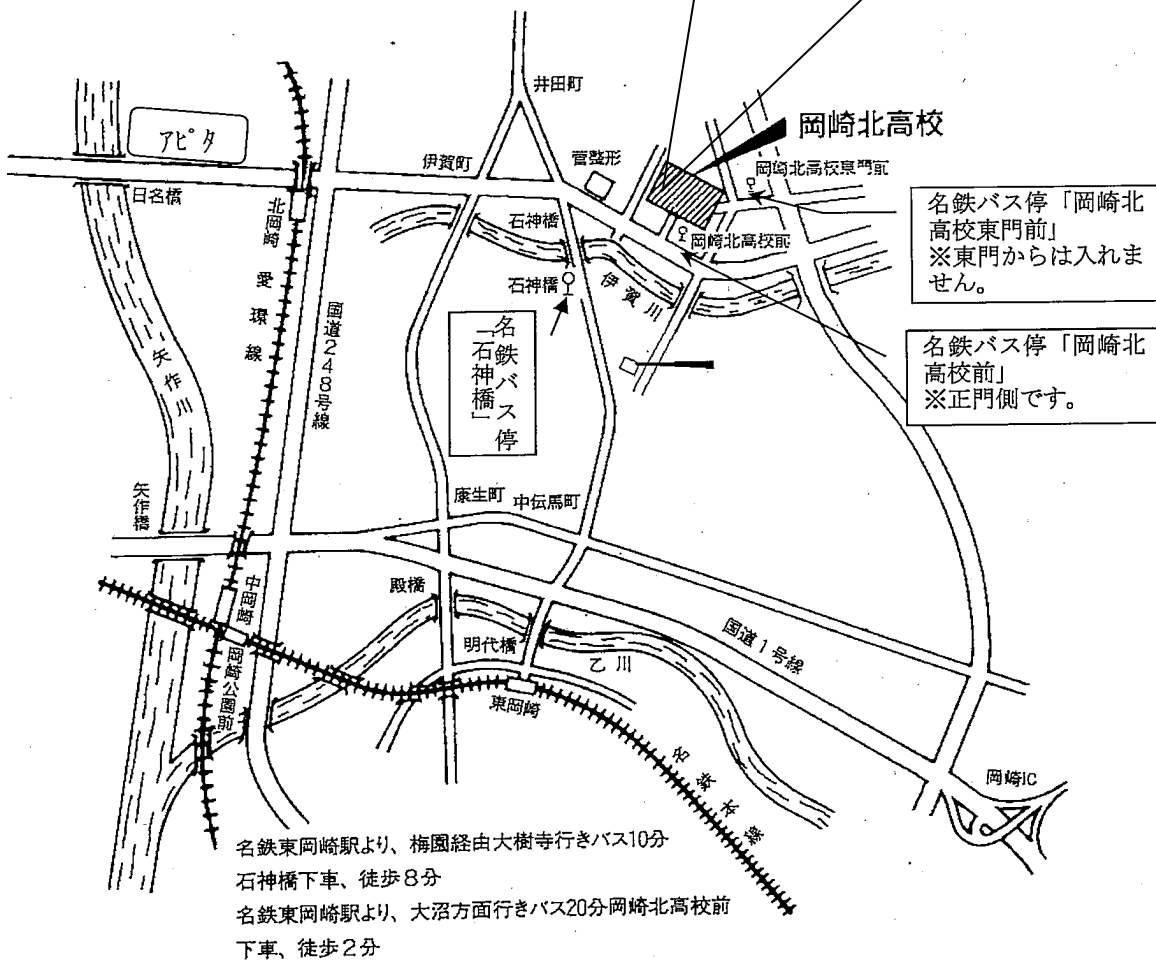 井田町
岡崎北高校
アピタ
伊賀町
菅整形
岡崎北高校東門前
日名橋
北岡崎
石神橋
岡崎北高校前
名鉄バス停「岡崎北
高校東門前」
※東門からは入れま
せん。
愛環線
国道248号線
石神橋
伊賀川
名鉄バス停
「石神橋」
名鉄バス停「岡崎北
高校前」
※正門側です。
矢作川
矢作橋
康生町
中伝馬町
中岡崎
殿橋
明代橋
乙川
国道1号線
岡崎公園前
東岡崎
名鉄本線
岡崎IC
名鉄東岡崎駅より、梅園経由大樹寺行きバス10分
石神橋下車、徒歩8分
名鉄東岡崎駅より、大沼方面行きバス20分岡崎北高校前
下車、徒歩2分